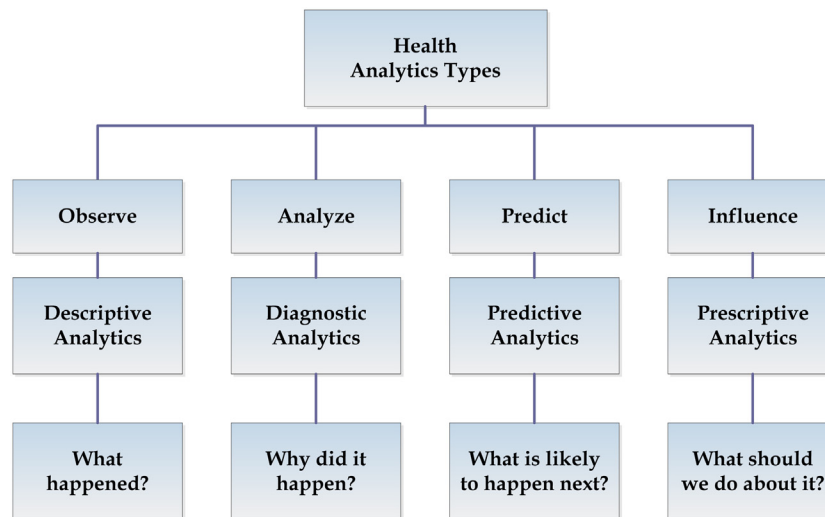 Health
Analytics Types
Observe
Analyze
Predict
Influence
Descriptive
Analytics
Diagnostic
Analytics
Predictive
Analytics
Prescriptive
Analytics
What
happened?
Why did it
happen?
What is likely
to happen next?
What should
we do about it?